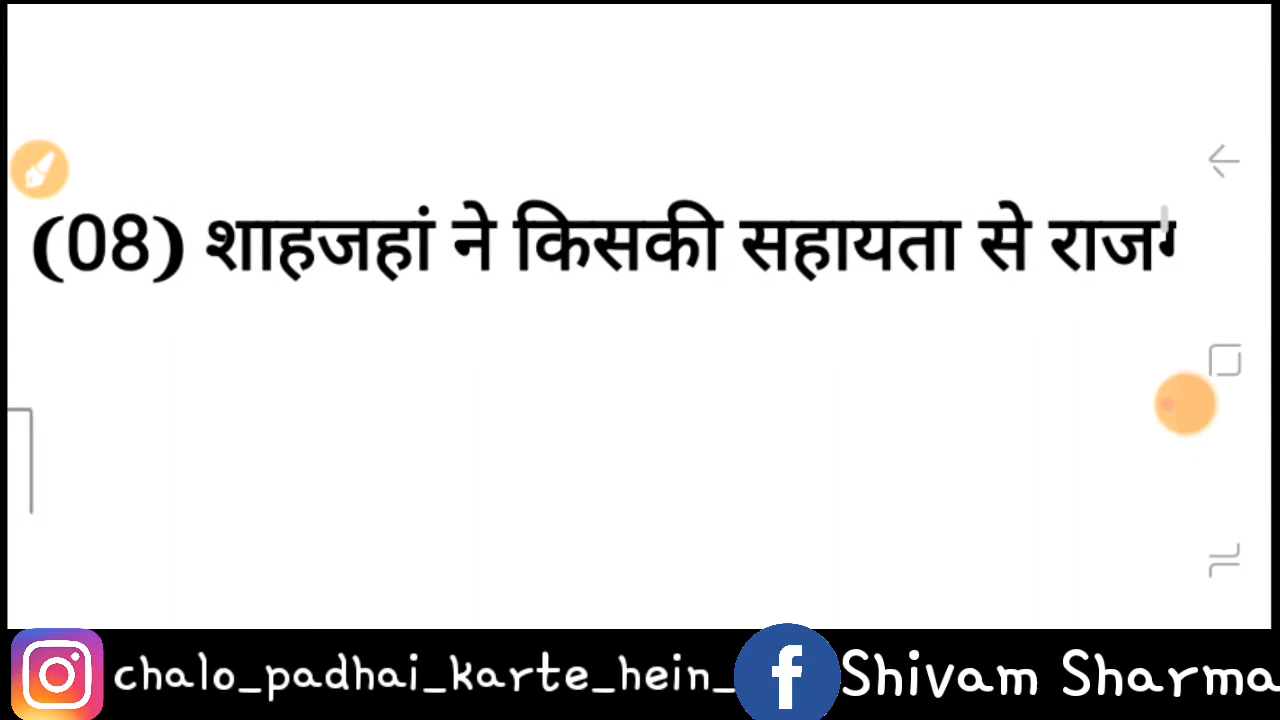 (08) शाहजहां ने किसकी सहायता से
chalo_padhai_karte_hein_ Shivam Sharma